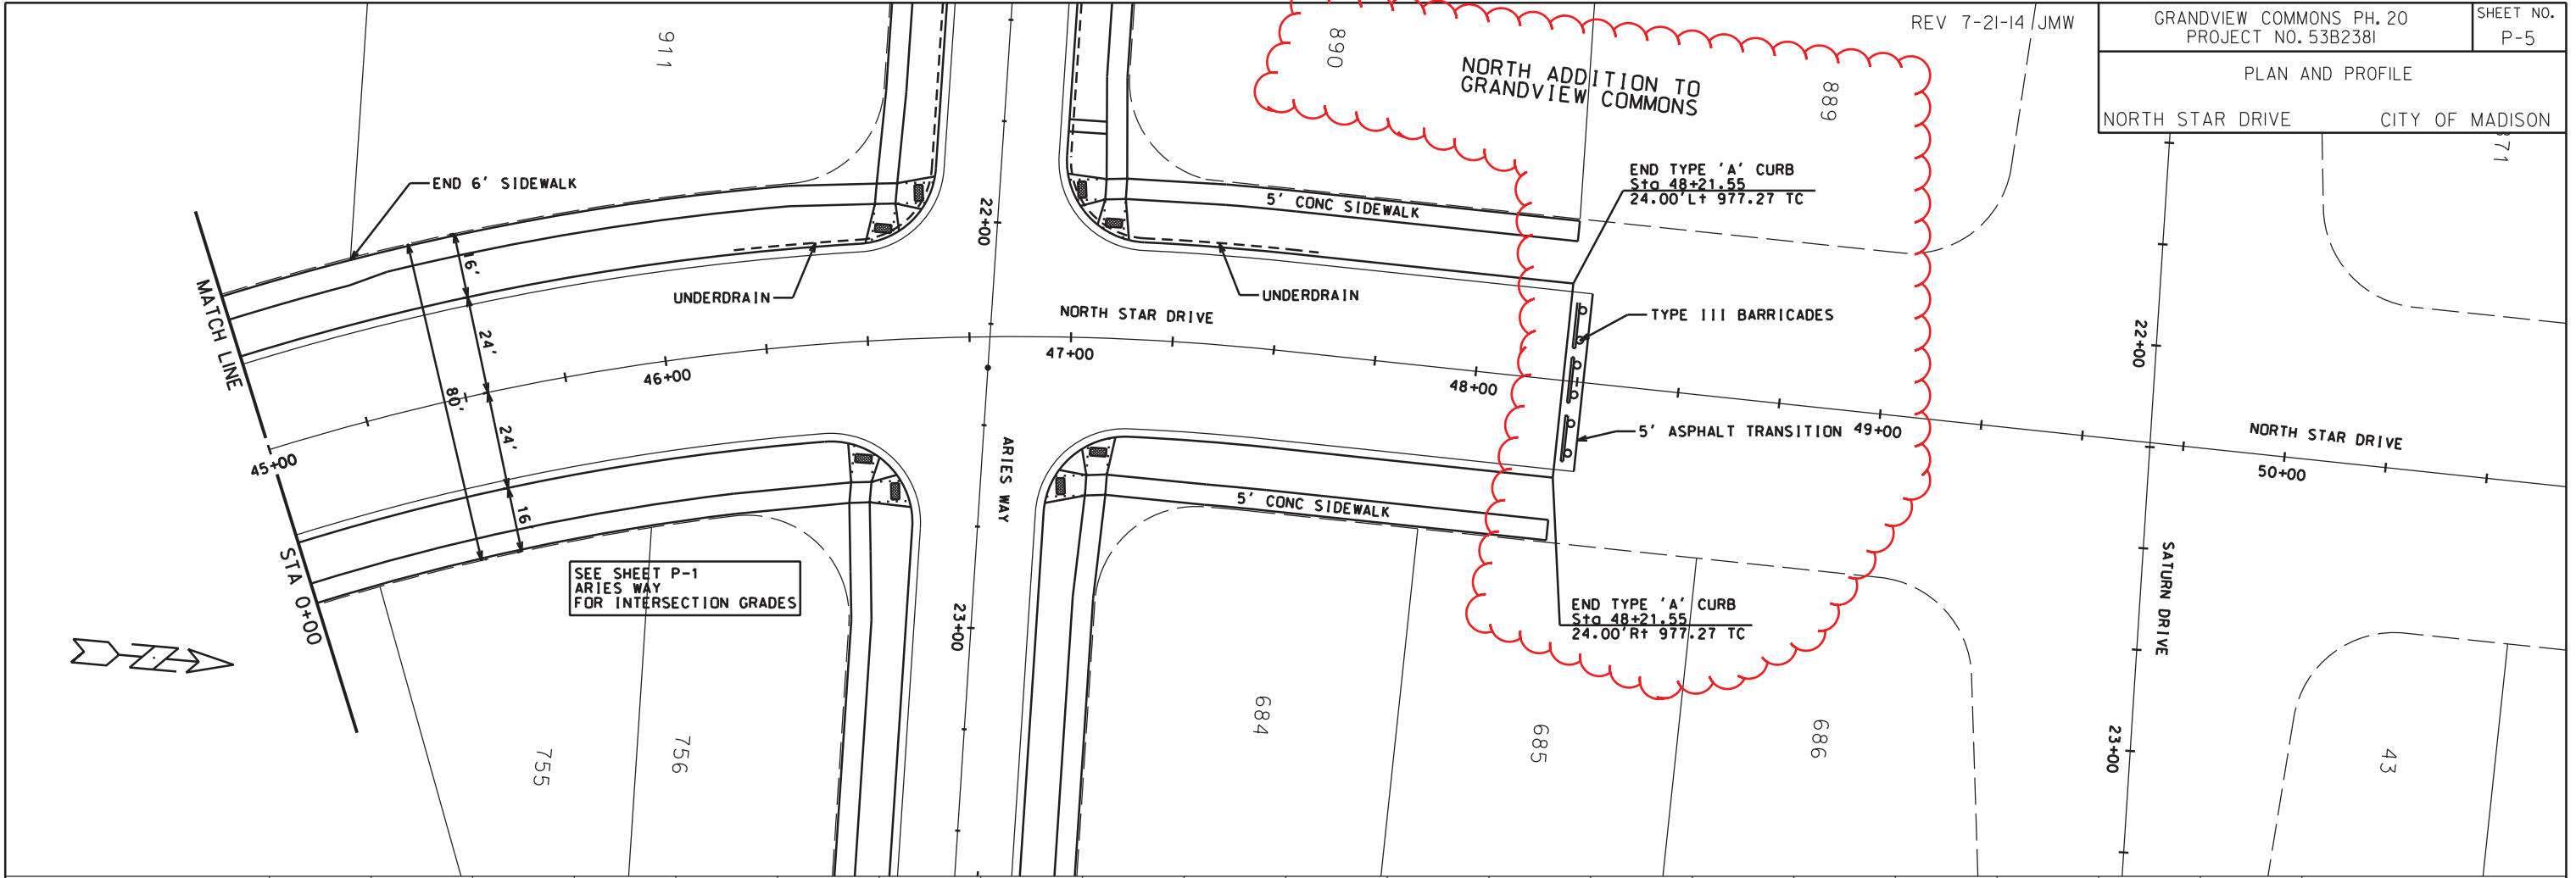 REV 7-21-14 JMW
GRANDVIEW COMMONS PH. 20
PROJECT NO. 53B2381
SHEET NO.
P-5
PLAN AND PROFILE
NORTH STAR DRIVE
CITY OF MADISON
911
890
NORTH ADDITION TO
GRANDVIEW COMMONS
889
71
END 6' SIDEWALK
5' CONC SIDEWALK
END TYPE 'A' CURB
Sta 48+21.55
24.00'Lt 977.27 TC
22+00
MATCH LINE
16'
UNDERDRAIN
UNDERDRAIN
NORTH STAR DRIVE
TYPE III BARRICADES
22+00
24'
47+00
46+00
48+00
80'
24'
45+00
ARIES WAY
5' ASPHALT TRANSITION
49+00
NORTH STAR DRIVE
50+00
16
5' CONC SIDEWALK
STA 0+00
SEE SHEET P-1
ARIES WAY
FOR INTERSECTION GRADES
23+00
END TYPE 'A' CURB
Sta 48+21.55
24.00'Rt 977.27 TC
SATURN DRIVE
755
756
684
685
686
23+00
43